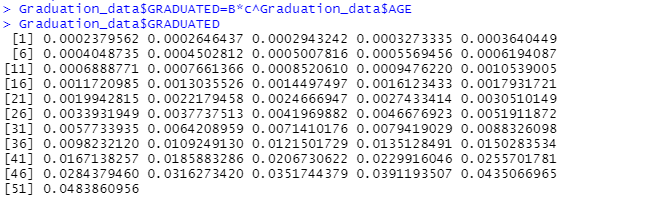 > Graduation_data$GRADUATED=B*c^Graduation_data$AGE
> Graduation_data$GRADUATED
[1] 0.0002379562 0.0002646437 0.0002943242 0.0003273335 0.0003640449
[6] 0.0004048735 0.0004502812 0.0005007816 0.0005569456 0.0006194087
[11] 0.0006888771 0.0007661366 0.0008520610 0.0009476220 0.0010539005
[16] 0.0011720985 0.0013035526 0.0014497497 0.0016123433 0.0017931721
[21] 0.0019942815 0.0022179458 0.0024666947 0.0027433414 0.0030510149
[26] 0.0033931949 0.0037737513 0.0041969882 0.0046676923 0.0051911872
[31] 0.0057733935 0.0064208959 0.0071410176 0.0079419029 0.0088326098
[36] 0.0098232120 0.0109249130 0.0121501729 0.0135128491 0.0150283534
[41] 0.0167138257 0.0185883286 0.0206730622 0.0229916046 0.0255701781
[46] 0.0284379460 0.0316273420 0.0351744379 0.0391193507 0.0435066965
[51] 0.0483860956